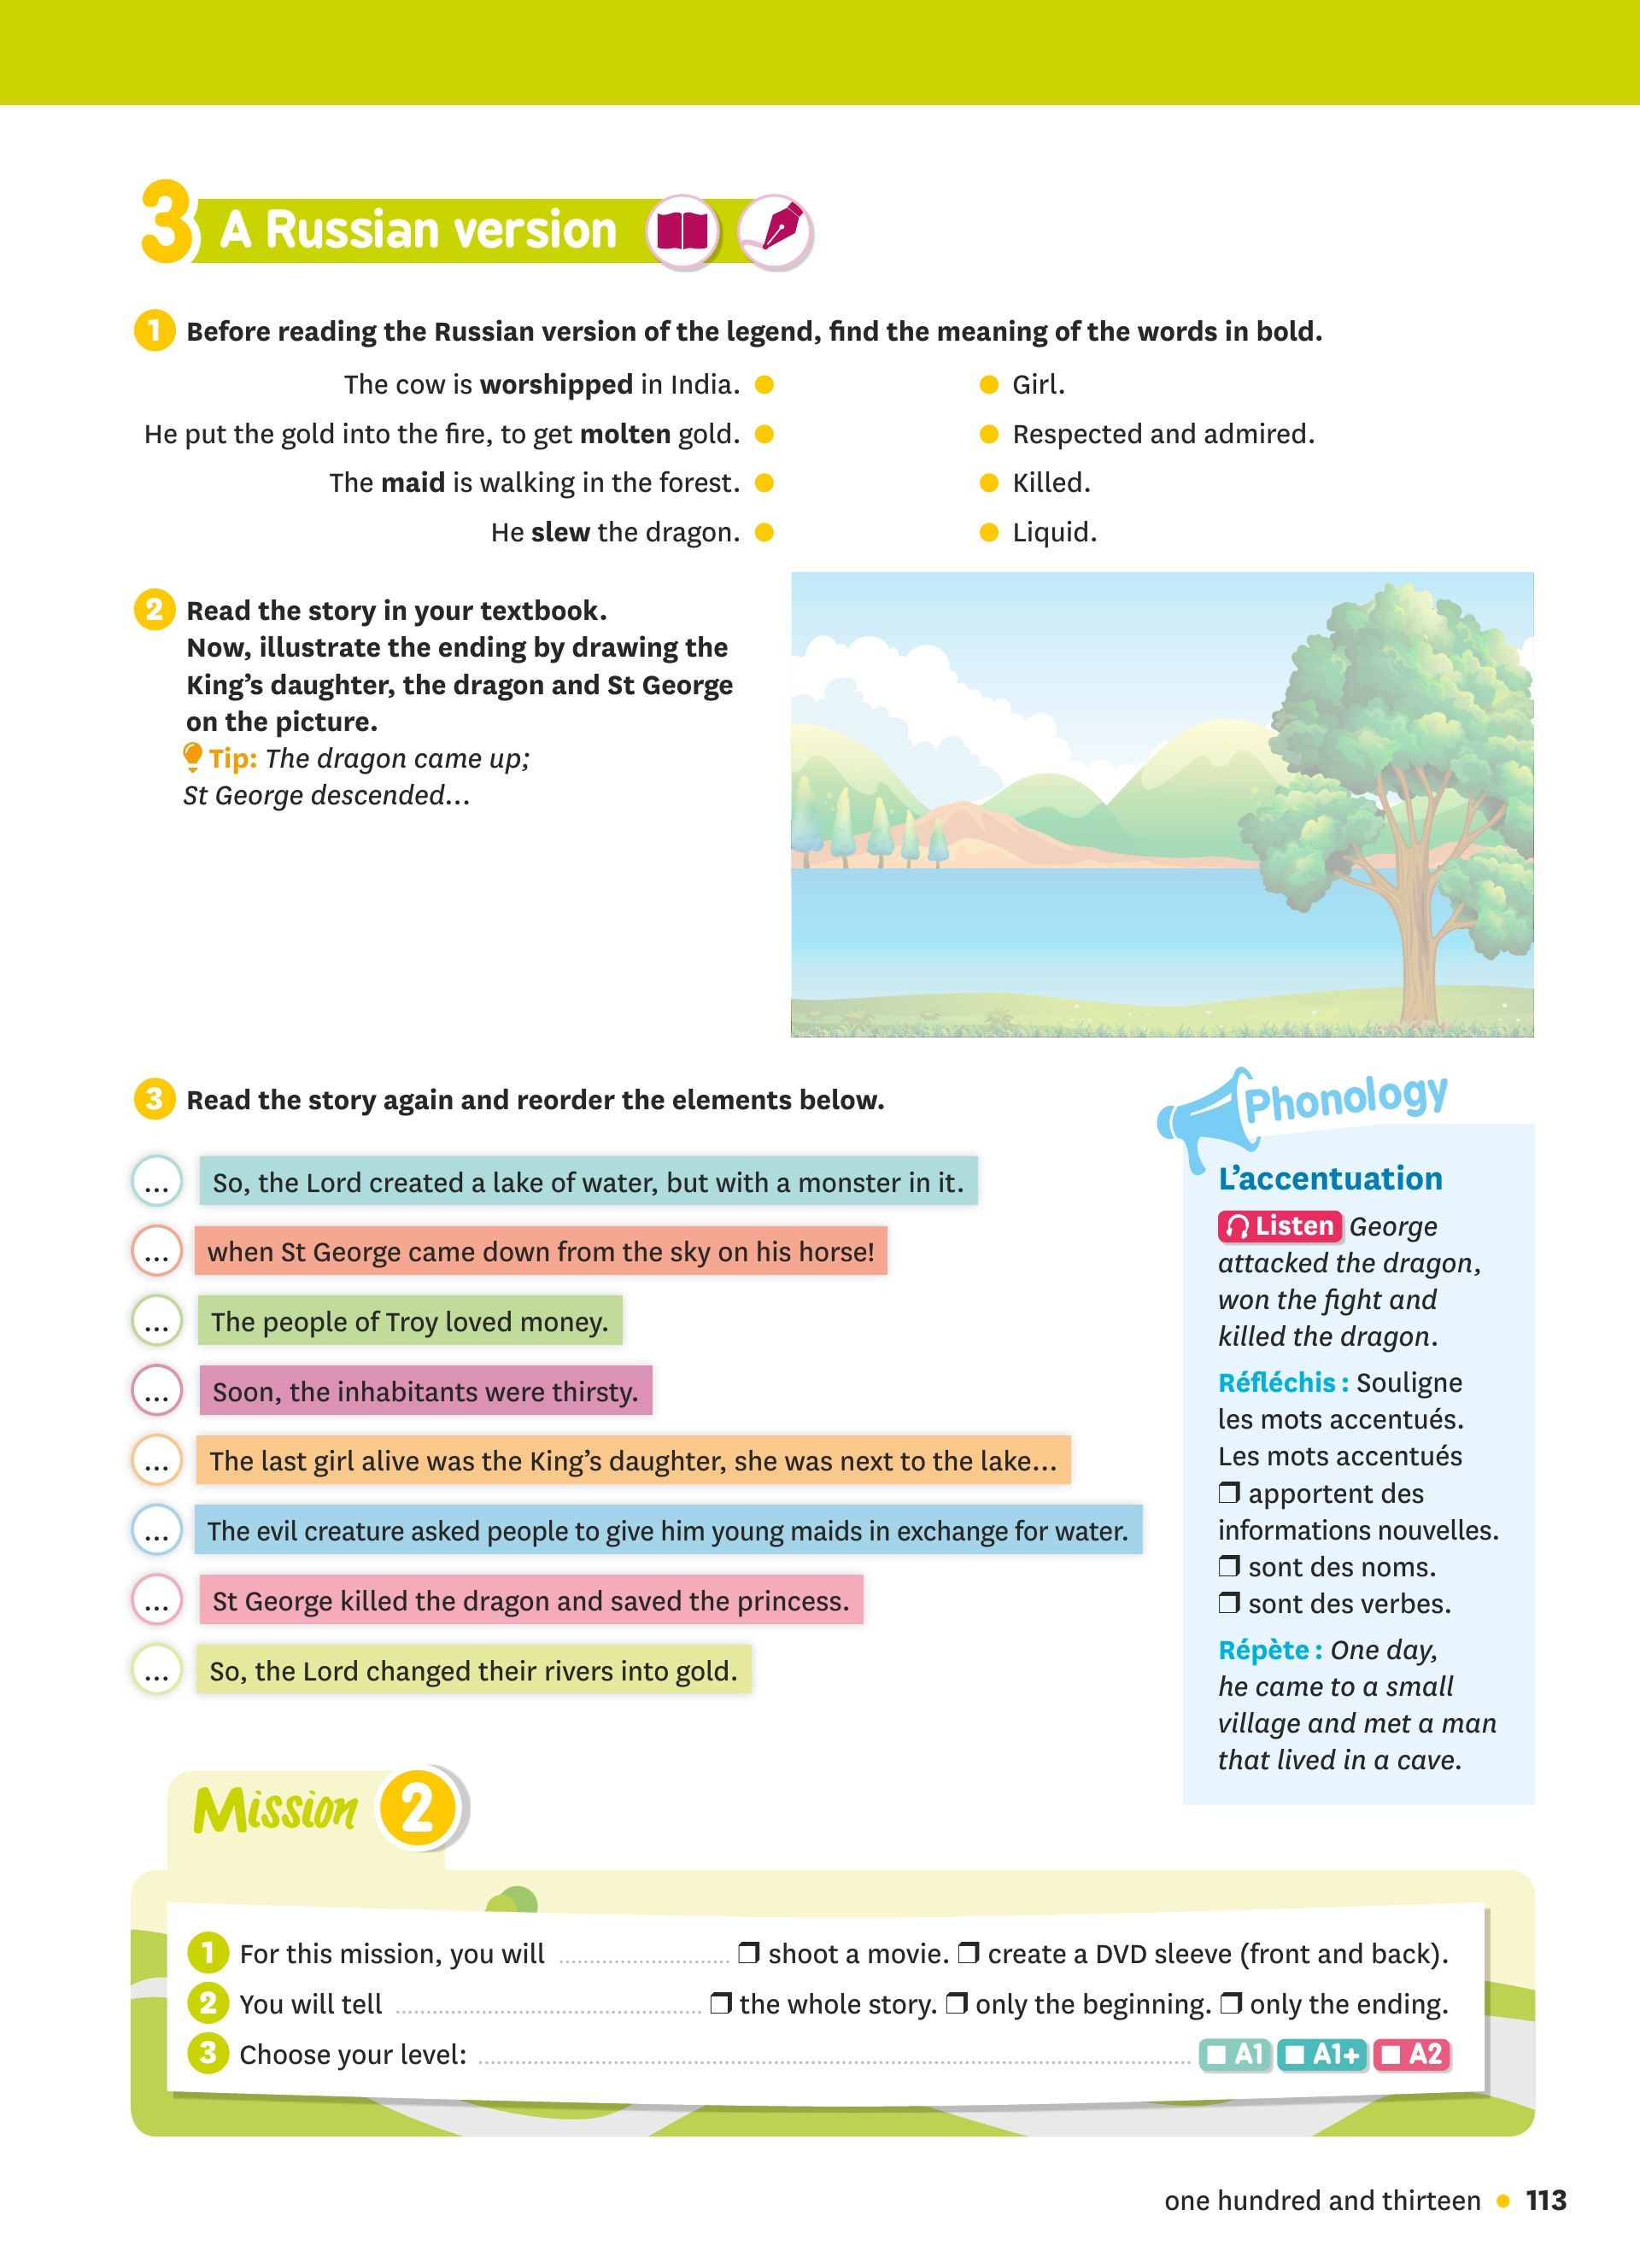 3 A Russian version
1 Before reading the Russian version of the legend, find the meaning of the words in bold.
The cow is worshipped in India. ● ● Girl.
He put the gold into the fire, to get molten gold. ● ● Respected and admired.
The maid is walking in the forest. ● ● Killed.
He slew the dragon. ● ● Liquid.
2 Read the story in your textbook.
Now, illustrate the ending by drawing the
King’s daughter, the dragon and St George
on the picture.
Tip: The dragon came up;
St George descended…
3 Read the story again and reorder the elements below.
... So, the Lord created a lake of water, but with a monster in it.
... when St George came down from the sky on his horse!
... The people of Troy loved money.
... Soon, the inhabitants were thirsty.
... The last girl alive was the King’s daughter, she was next to the lake…
... The evil creature asked people to give him young maids in exchange for water.
... St George killed the dragon and saved the princess.
... So, the Lord changed their rivers into gold.
Phonology
L’accentuation
Listen George
attacked the dragon,
won the fight and
killed the dragon.
Réfléchis : Souligne
les mots accentués.
Les mots accentués
❒ apportent des
informations nouvelles.
❒ sont des noms.
❒ sont des verbes.
Répète : One day,
he came to a small
village and met a man
that lived in a cave.
Mission 2
1 For this mission, you will ........................ ❒ shoot a movie. ❒ create a DVD sleeve (front and back).
2 You will tell ........................................... ❒ the whole story. ❒ only the beginning. ❒ only the ending.
3 Choose your level: .................................................................................................... ■ A1 ■ A1+ ■ A2
one hundred and thirteen • 113